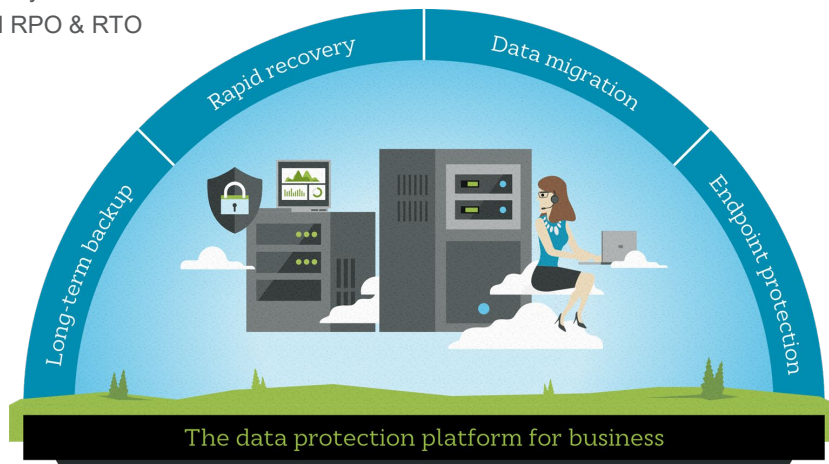 RPO & RTO
Long-term backup
Rapid recovery
Data migration
Endpoint protection
The data protection platform for business